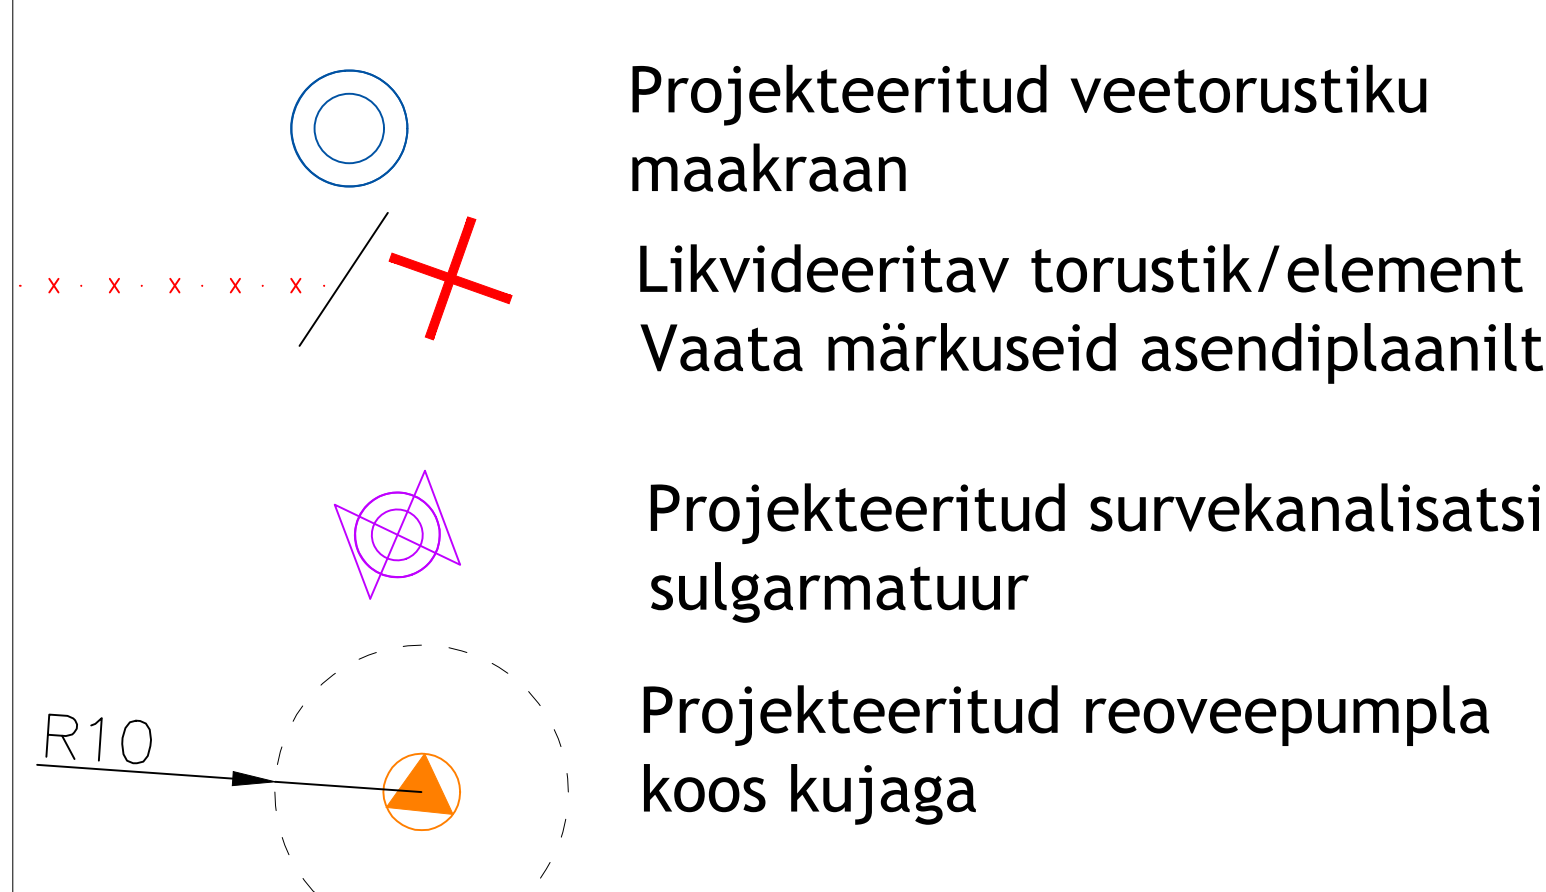 Projekteeritud veetorustiku
maakraan
x x x x x
Likvideeritav torustik/element
Vaata märkuseid asendiplaanilt
Projekteeritud survekanalisatsi
sulgarmatuur
R10
Projekteeritud reoveepumpla
koos kujaga